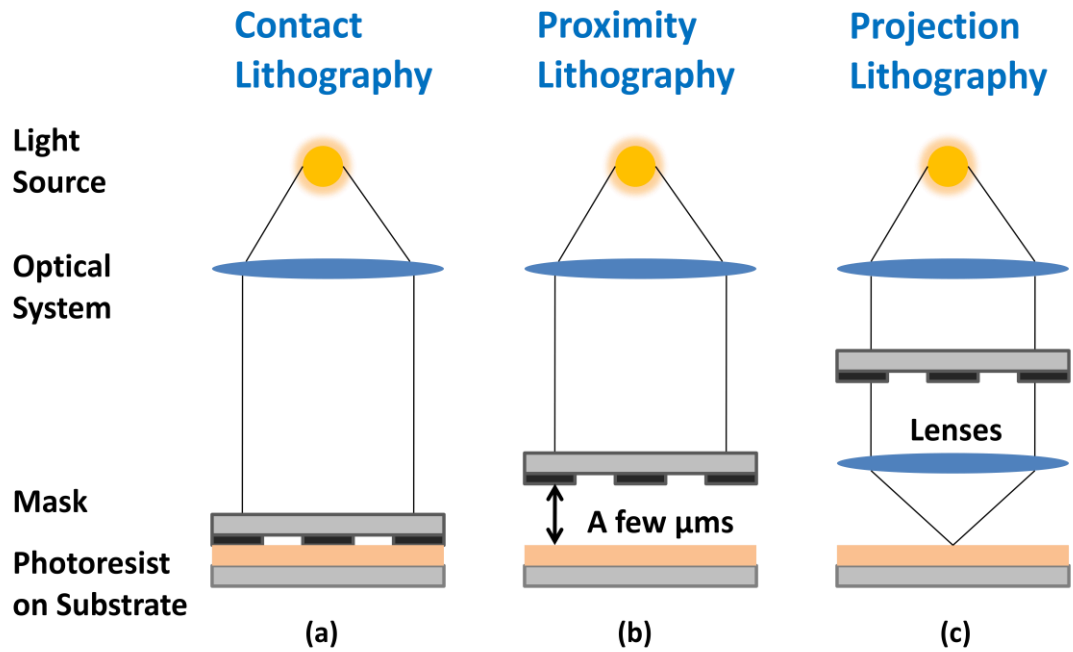 Contact
Lithography
Proximity
Lithography
Projection
Lithography
Light
Source
Optical
System
Lenses
Mask
A few µms
Photoresist
on Substrate
(a)
(b)
(c)